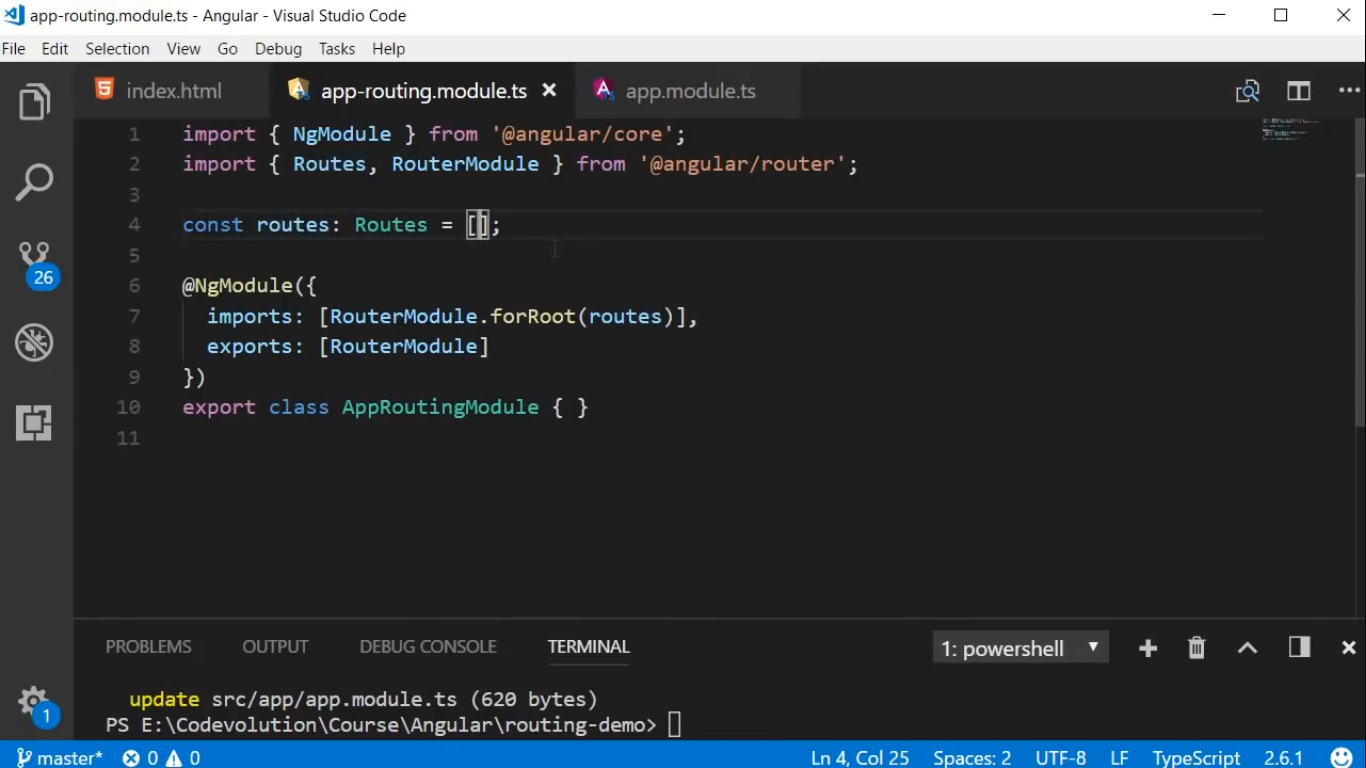 app-routing.module.ts - Angular - Visual Studio Code
File Edit Selection View Go Debug Tasks Help
index.html app-routing.module.ts app.module.ts
1 import { NgModule } from '@angular/core';
2 import { Routes, RouterModule } from '@angular/router';
3
4 const routes: Routes = [];
5
6 @NgModule({
7 imports: [RouterModule.forRoot(routes)],
8 exports: [RouterModule]
9 })
10 export class AppRoutingModule { }
11
26
PROBLEMS OUTPUT DEBUG CONSOLE TERMINAL 1: powershell
update src/app/app.module.ts (620 bytes)
PS E:\Codevolution\Course\Angular\routing-demo>
1
master* 0 0 Ln 4, Col 25 Spaces: 2 UTF-8 LF TypeScript 2.6.1